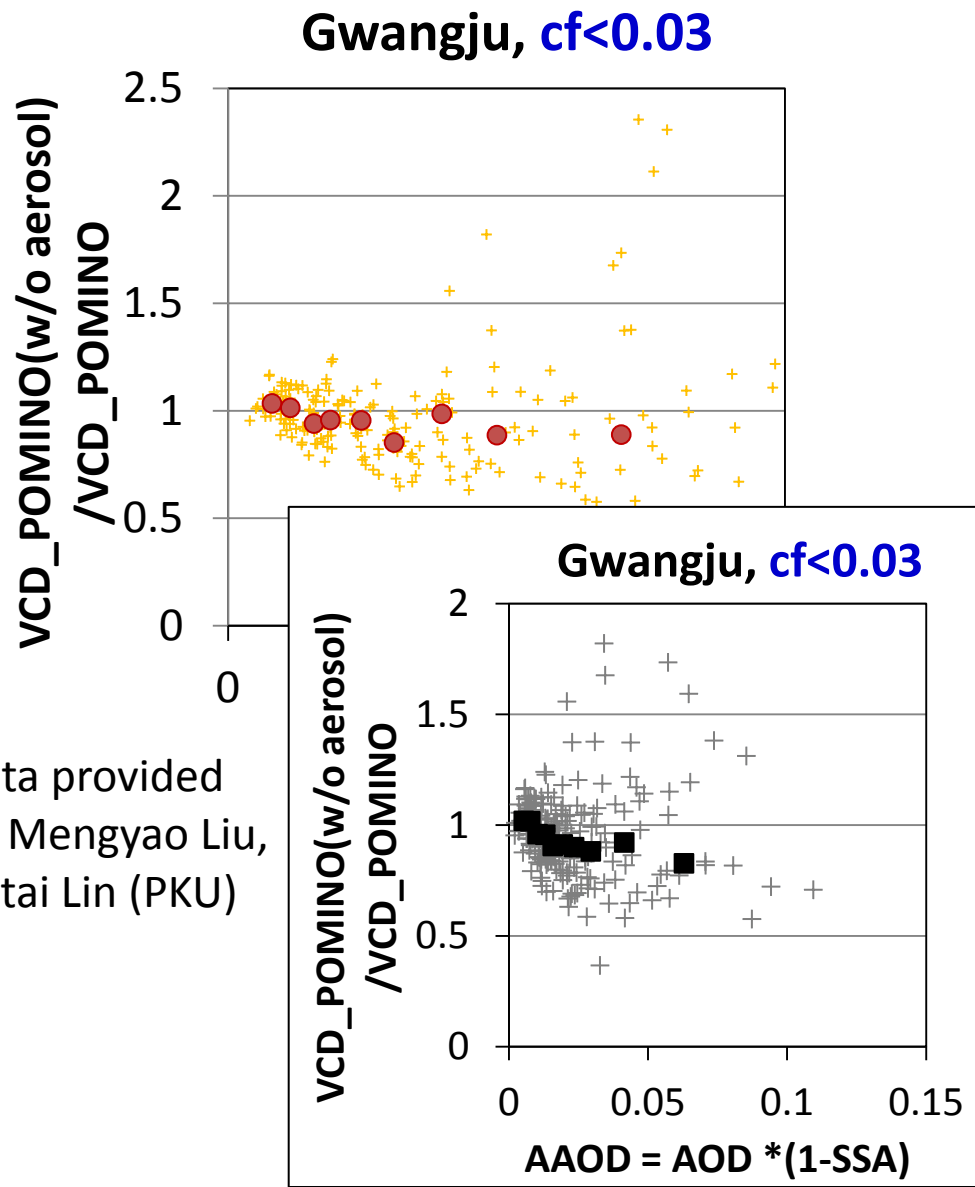 Gwangju, cf<0.03
VCD_POMINO(w/o aerosol)
/VCD_POMINO
2.5
2
1.5
1
0.5
0
0
ta provided
Mengyao Liu,
tai Lin (PKU)
Gwangju, cf<0.03
VCD_POMINO(w/o aerosol)
/VCD_POMINO
2
1.5
1
0.5
0
0 0.05 0.1 0.15
AAOD = AOD *(1-SSA)